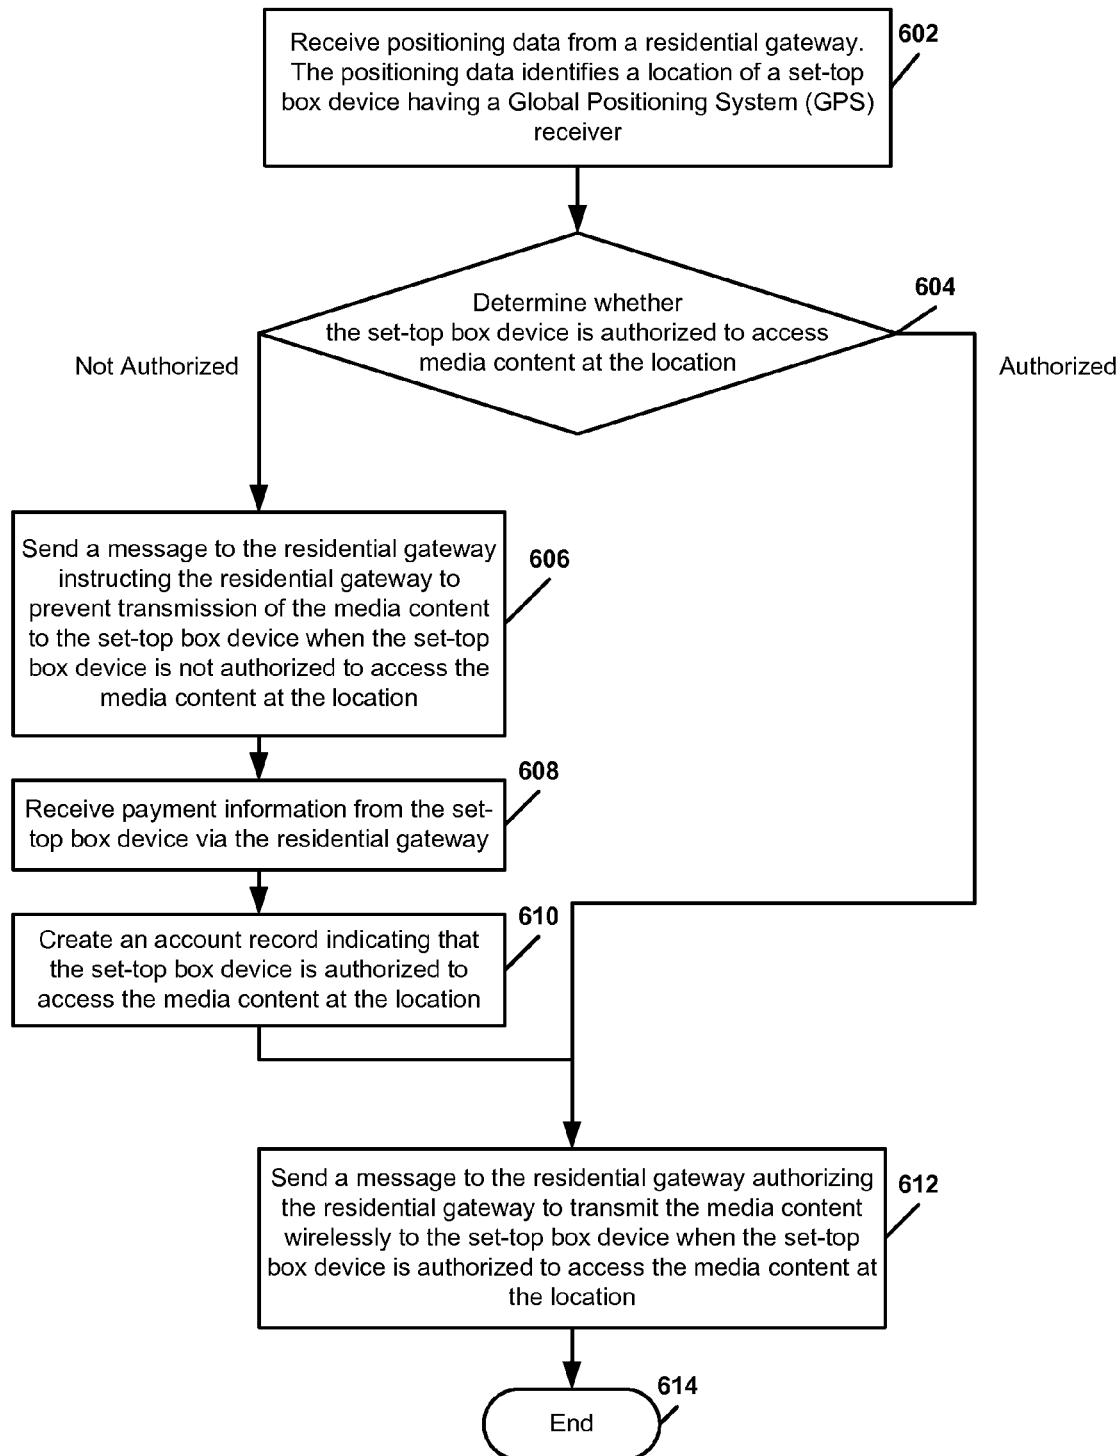 Receive positioning data from a residential gateway.
The positioning data identifies a location of a set-top
box device having a Global Positioning System (GPS)
receiver
602
Determine whether
the set-top box device is authorized to access
media content at the location
604
Not Authorized
Authorized
Send a message to the residential gateway
instructing the residential gateway to
prevent transmission of the media content
to the set-top box device when the set-top
box device is not authorized to access the
media content at the location
606
Receive payment information from the set-
top box device via the residential gateway
608
Create an account record indicating that
the set-top box device is authorized to
access the media content at the location
610
Send a message to the residential gateway authorizing
the residential gateway to transmit the media content
wirelessly to the set-top box device when the set-top
box device is authorized to access the media content at
the location
612
End
614